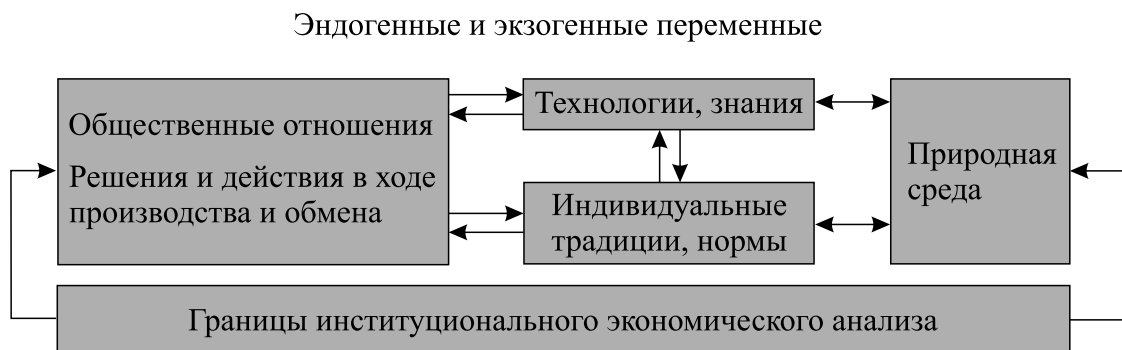 Эндогенные и экзогенные переменные
Общественные отношения
Решения и действия в ходе
производства и обмена
Технологии, знания
Индивидуальные
традиции, нормы
Природная
среда
Границы институционального экономического анализа